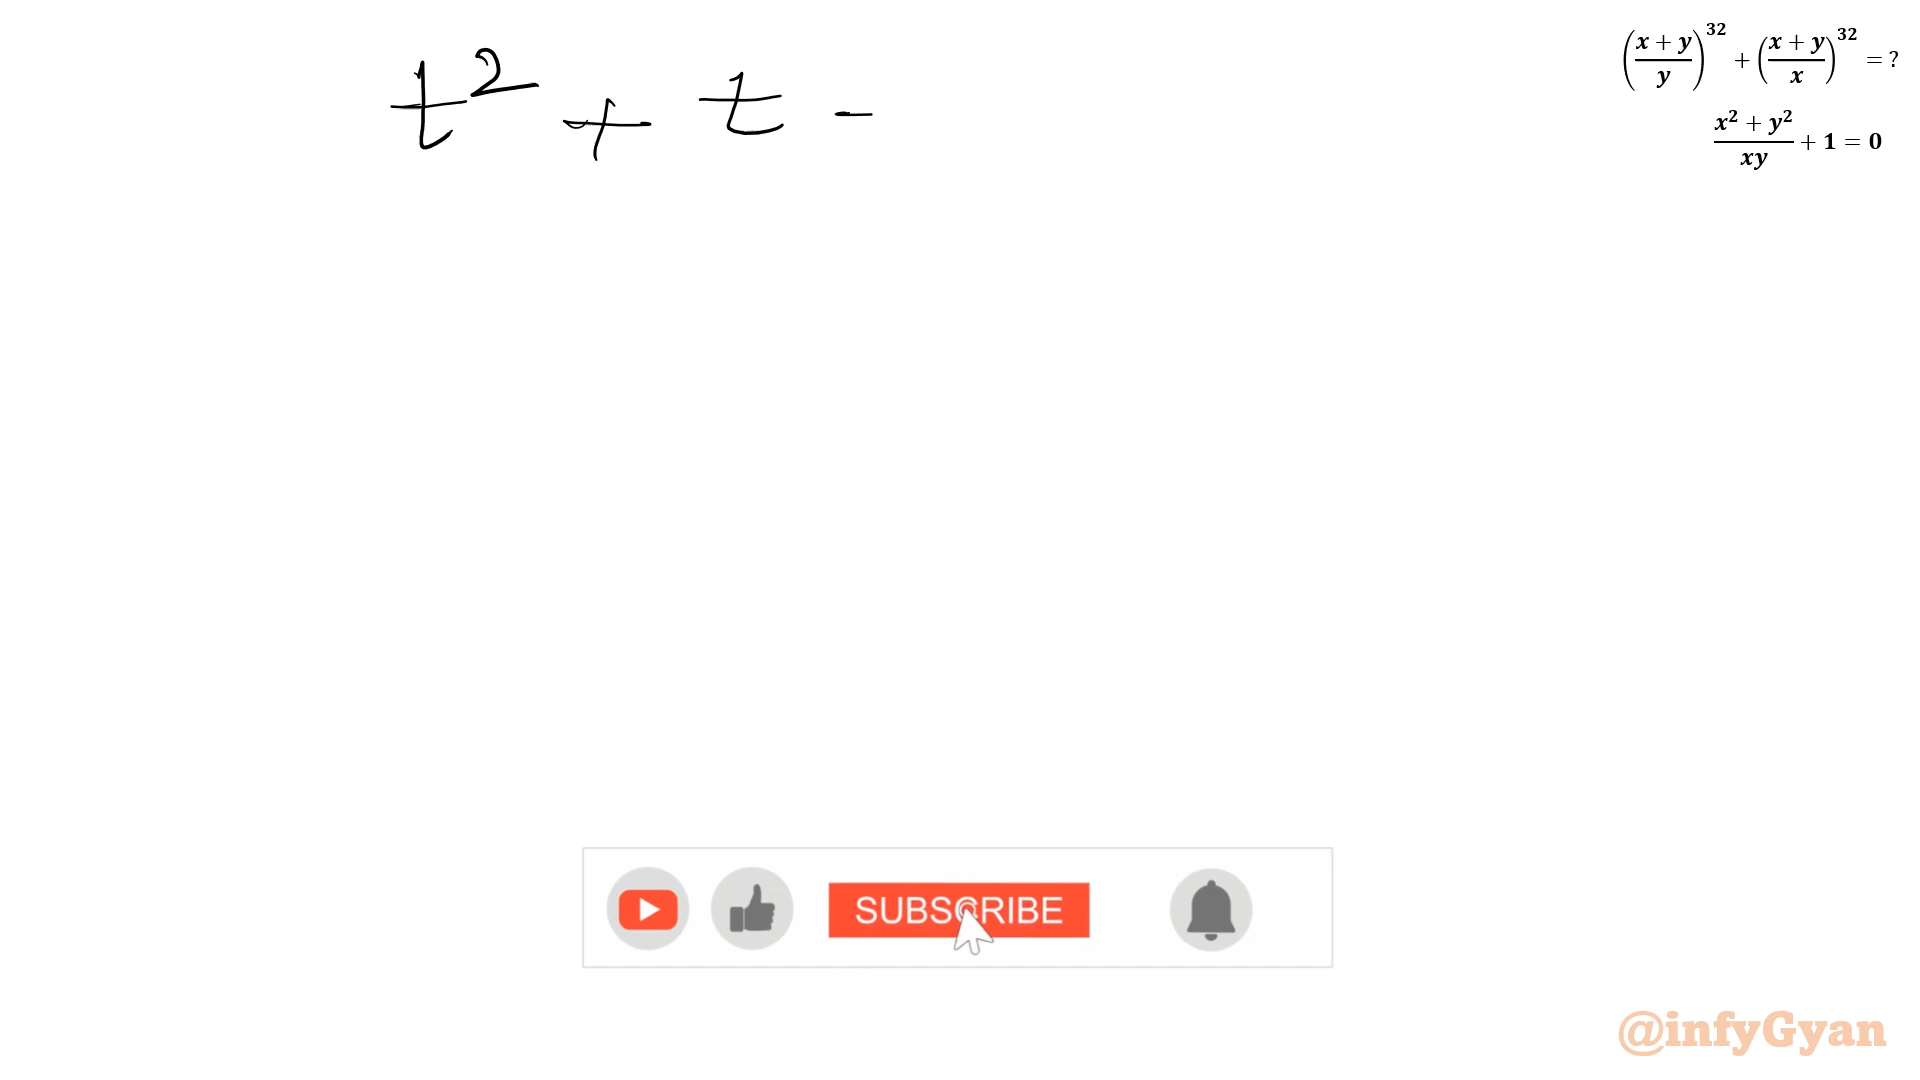 t² + t -
((x + y)/y)³² + ((x + y)/x)³² = ?
(x² + y²)/xy + 1 = 0
SUBSCRIBE
@infyGyan